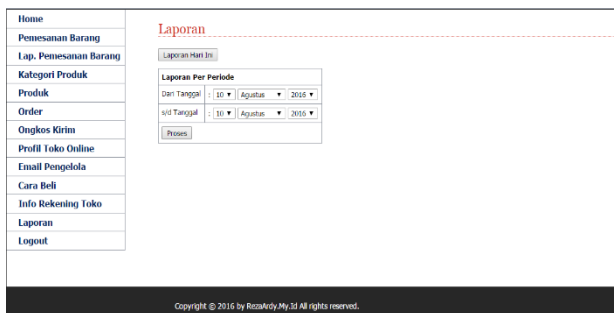 Home
Pemesanan Barang
Lap. Pemesanan Barang
Kategori Produk
Produk
Order
Ongkos Kirim
Profil Toko Online
Email Pengelola
Cara Beli
Info Rekening Toko
Laporan
Logout
Laporan
Laporan Hari Ini
Laporan Per Periode
Dari Tanggal : 10 Agustus 2016
s/d Tanggal : 10 Agustus 2016
Proses
Copyright © 2016 by RezaArdy.My.Id All rights reserved.